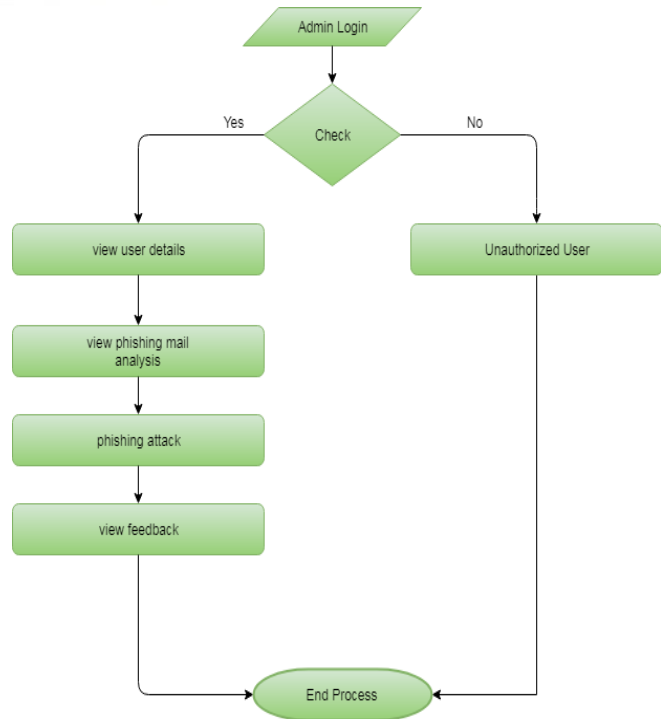 Admin Login
Check
Yes
No
view user details
Unauthorized User
view phishing mail
analysis
phishing attack
view feedback
End Process